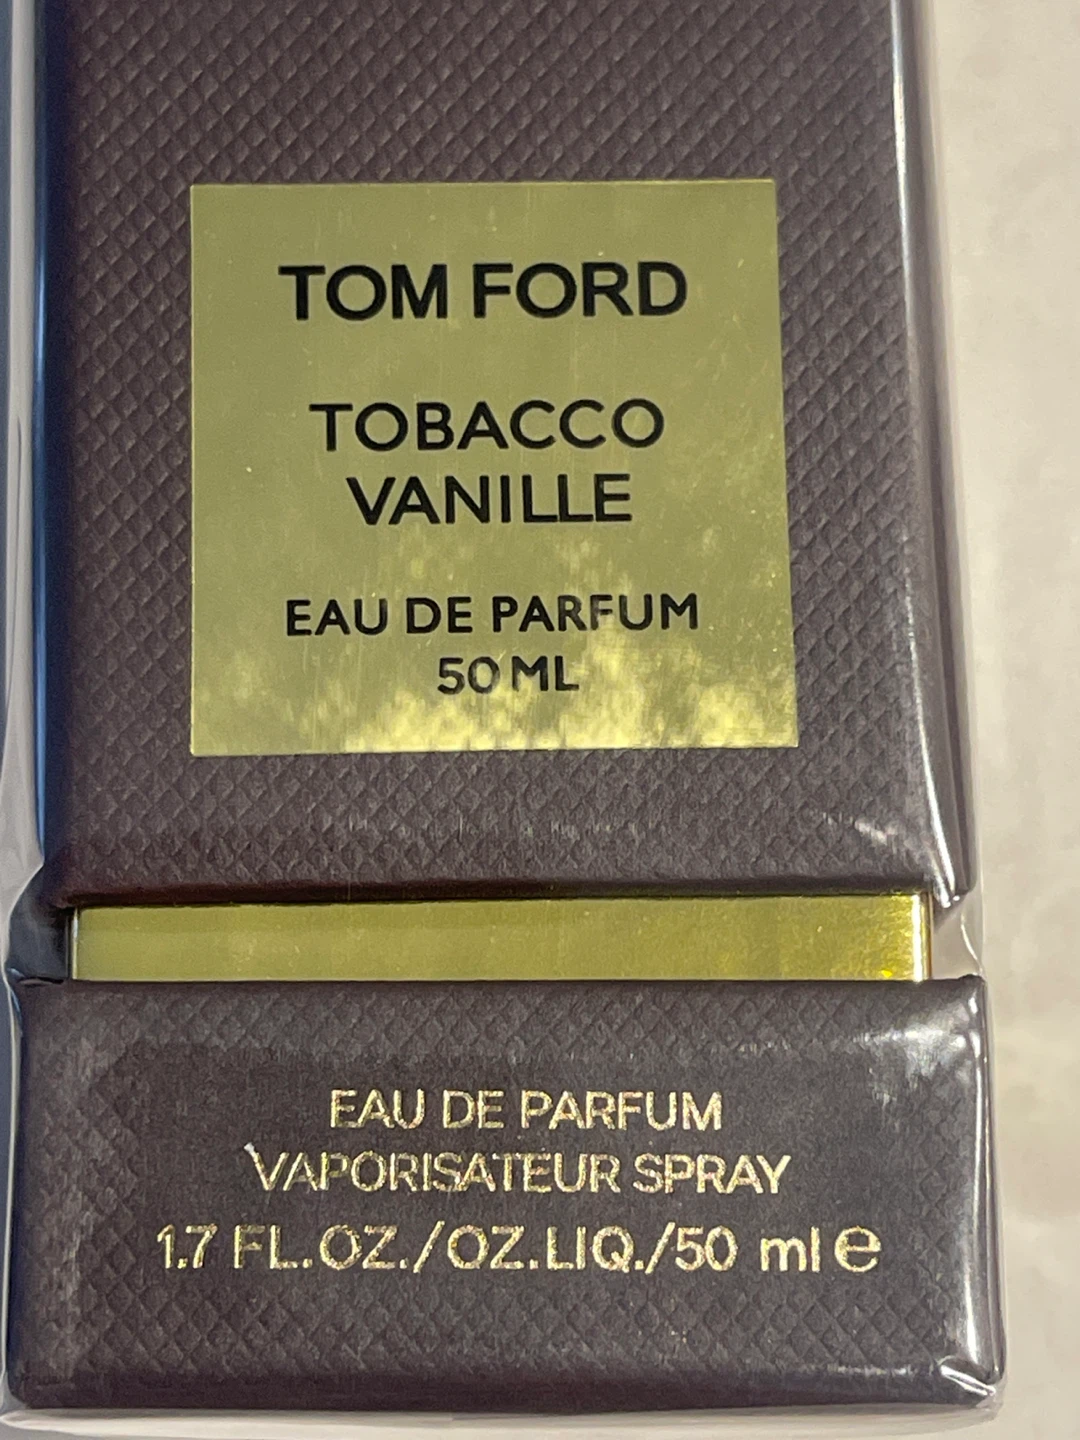 TOM FORD
TOBACCO
VANILLE
EAU DE PARFUM
50 ML
EAU DE PARFUM
VAPORISATEUR SPRAY
1.7 FL.OZ./OZ.LIQ./50 ml e